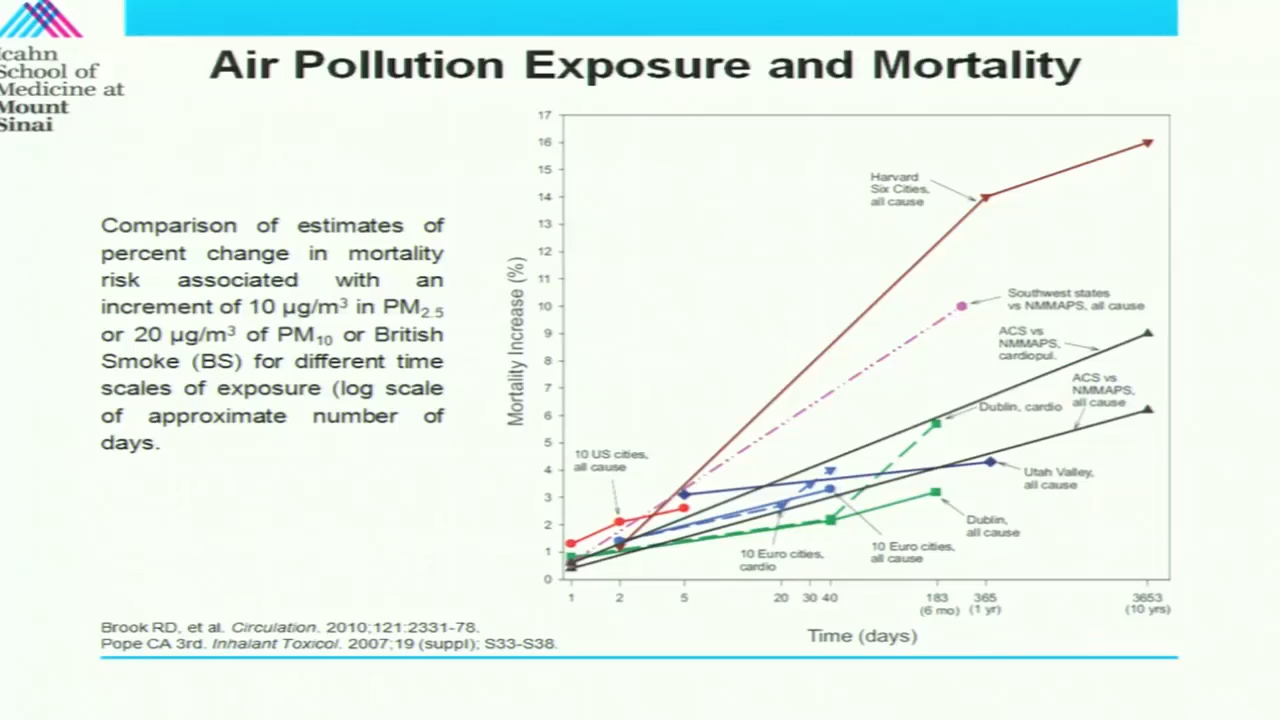 Icahn
School of
Medicine at
Mount
Sinai
Air Pollution Exposure and Mortality
Comparison of estimates of
percent change in mortality
risk associated with an
increment of 10 µg/m³ in PM₂.₅
or 20 µg/m³ of PM₁₀ or British
Smoke (BS) for different time
scales of exposure (log scale
of approximate number of
days.
Mortality Increase (%)
17
16
15
14
13
12
11
10
9
8
7
6
5
4
3
2
1
0
Harvard
Six Cities,
all cause
Southwest states
vs NMMAPS, all cause
ACS vs
NMMAPS,
cardiopul.
ACS vs
NMMAPS,
all cause
Dublin, cardio
10 US cities,
all cause
Utah Valley,
all cause
Dublin,
all cause
10 Euro cities,
all cause
10 Euro cities,
cardio
1 2 5 20 30 40 183 365 3653
(6 mo) (1 yr) (10 yrs)
Time (days)
Brook RD, et al. Circulation. 2010;121:2331-78.
Pope CA 3rd. Inhalant Toxicol. 2007;19 (suppl); S33-S38.